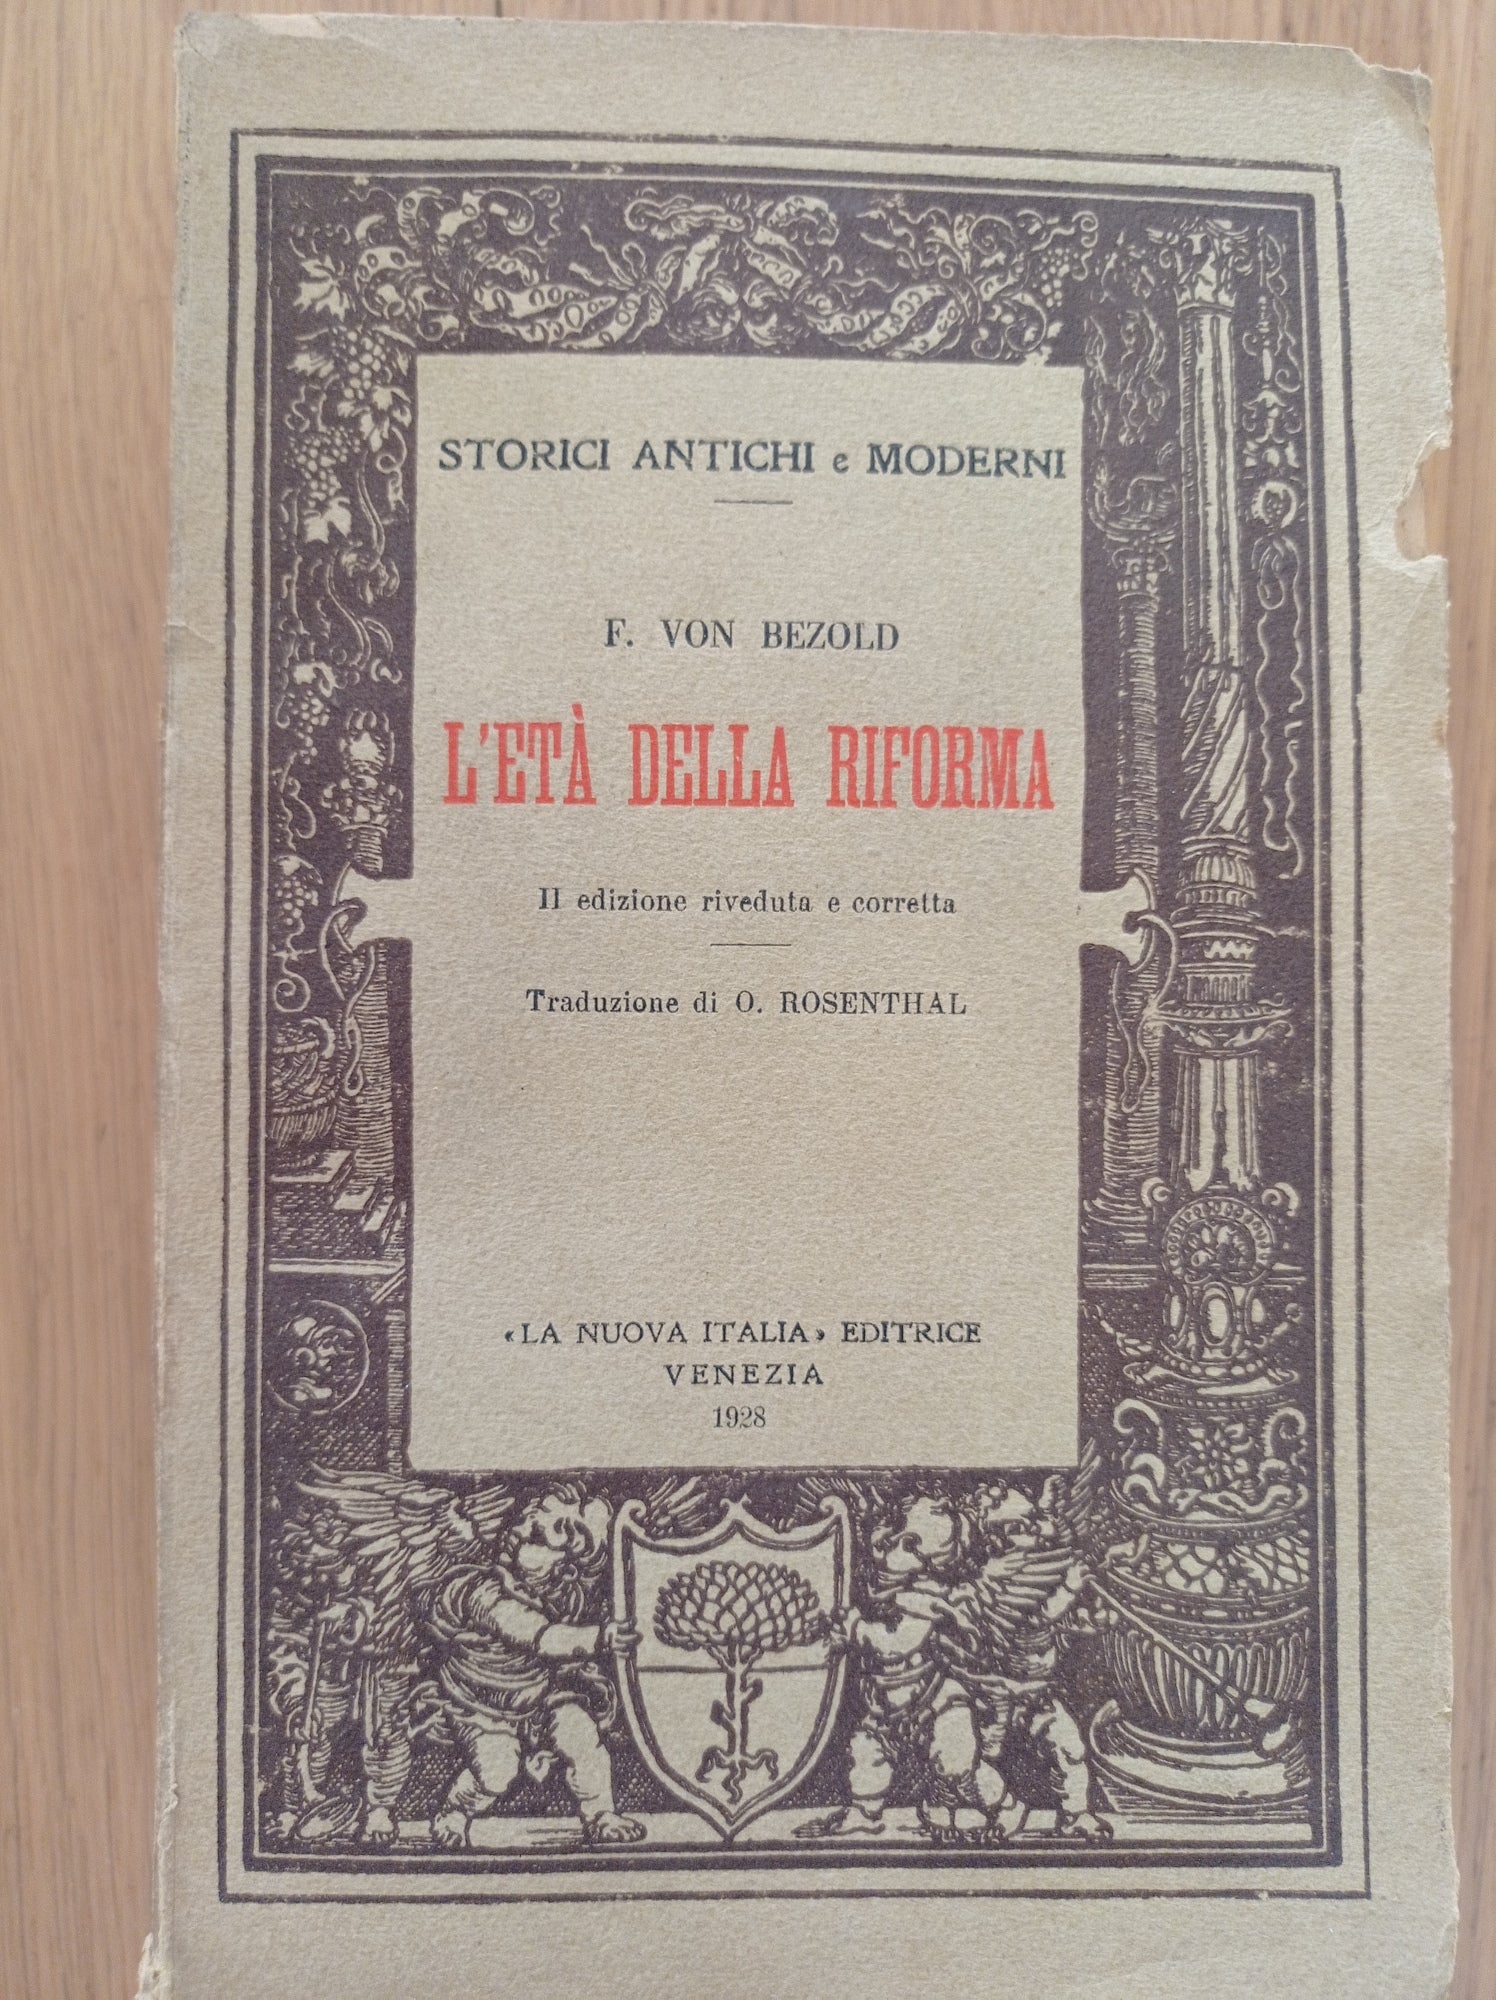 STORICI ANTICHI e MODERNI
F. VON BEZOLD
L'ETÀ DELLA RIFORMA
II edizione riveduta e corretta
Traduzione di O. ROSENTHAL
«LA NUOVA ITALIA» EDITRICE
VENEZIA
1928